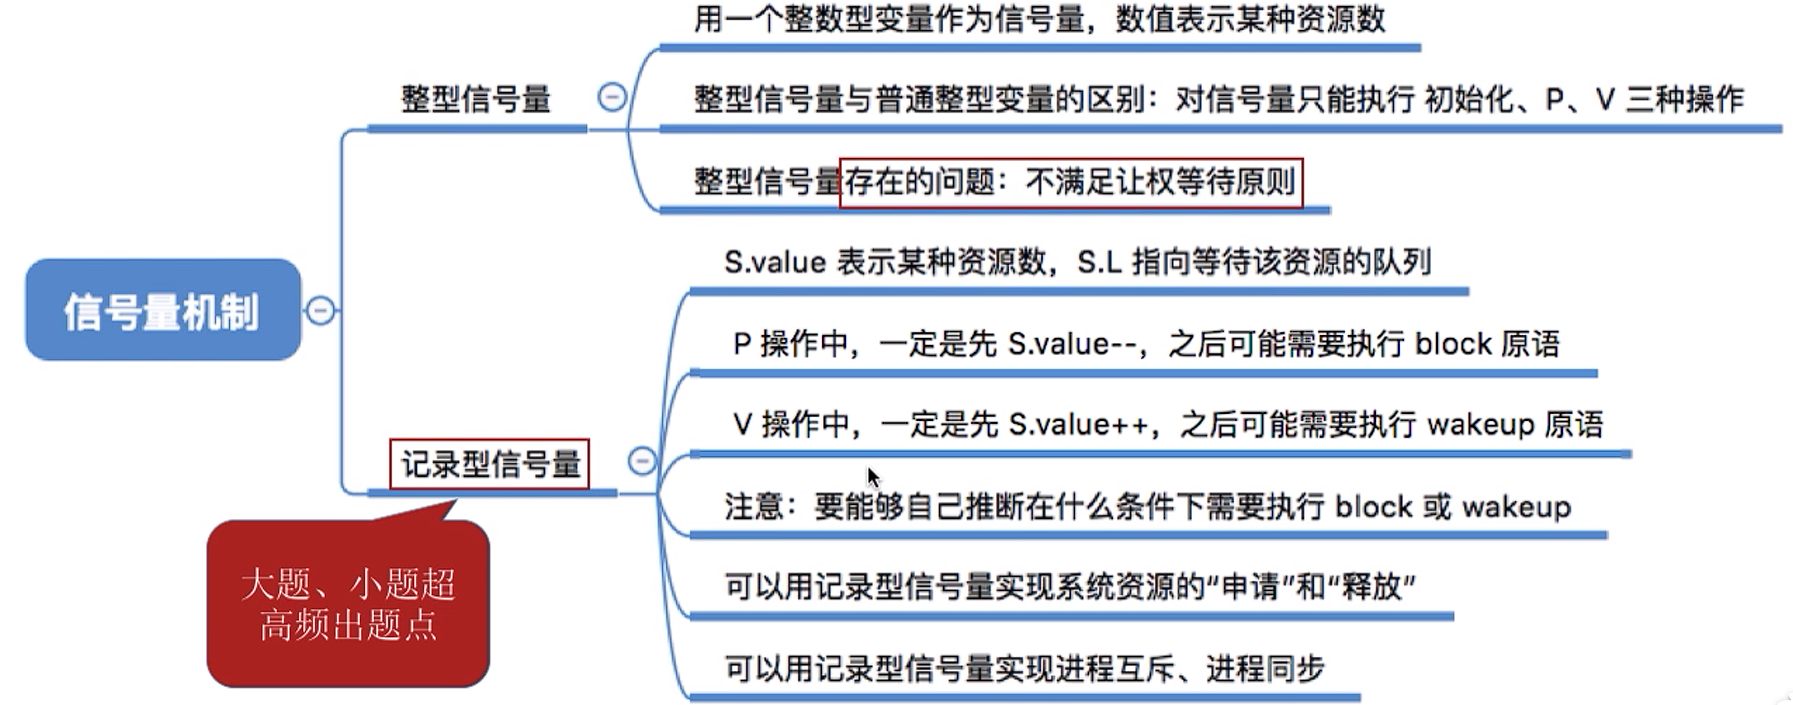 用一个整数型变量作为信号量，数值表示某种资源数
整型信号量
整型信号量与普通整型变量的区别：对信号量只能执行 初始化、P、V 三种操作
整型信号量存在的问题：不满足让权等待原则
信号量机制
S.value 表示某种资源数，S.L 指向等待该资源的队列
P 操作中，一定是先 S.value--，之后可能需要执行 block 原语
V 操作中，一定是先 S.value++，之后可能需要执行 wakeup 原语
记录型信号量
注意：要能够自己推断在什么条件下需要执行 block 或 wakeup
可以用记录型信号量实现系统资源的“申请”和“释放”
可以用记录型信号量实现进程互斥、进程同步
大题、小题超
高频出题点